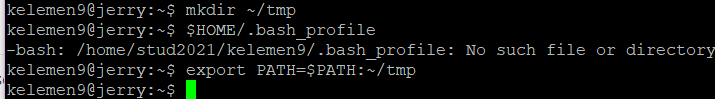 kelemen9@jerry:~$ mkdir ~/tmp
kelemen9@jerry:~$ $HOME/.bash_profile
-bash: /home/stud2021/kelemen9/.bash_profile: No such file or directory
kelemen9@jerry:~$ export PATH=$PATH:~/tmp
kelemen9@jerry:~$